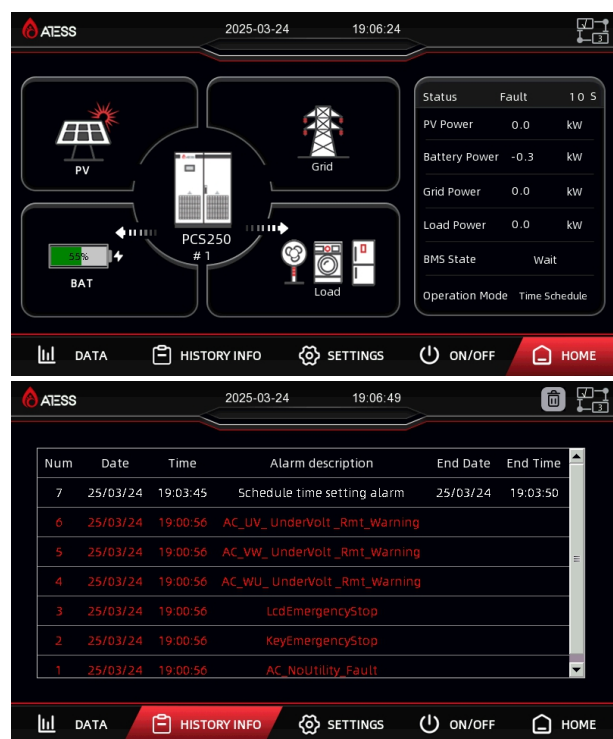 ATESS 2025-03-24 19:06:24
3
Status Fault 10 S
PV Power 0.0 kW
Battery Power -0.3 kW
Grid Power 0.0 kW
Load Power 0.0 kW
BMS State Wait
Operation Mode Time Schedule
PV
Grid
PCS250
# 1
55%
BAT
Load
DATA HISTORY INFO SETTINGS ON/OFF HOME
ATESS 2025-03-24 19:06:49
3
Num Date Time Alarm description End Date End Time
7 25/03/24 19:03:45 Schedule time setting alarm 25/03/24 19:03:50
6 25/03/24 19:00:56 AC_UV_ UnderVolt _Rmt_Warning
5 25/03/24 19:00:56 AC_VW_ UnderVolt _Rmt_Warning
4 25/03/24 19:00:56 AC_WU_ UnderVolt _Rmt_Warning
3 25/03/24 19:00:56 LcdEmergencyStop
2 25/03/24 19:00:56 KeyEmergencyStop
1 25/03/24 19:00:56 AC_NoUtility_Fault
DATA HISTORY INFO SETTINGS ON/OFF HOME